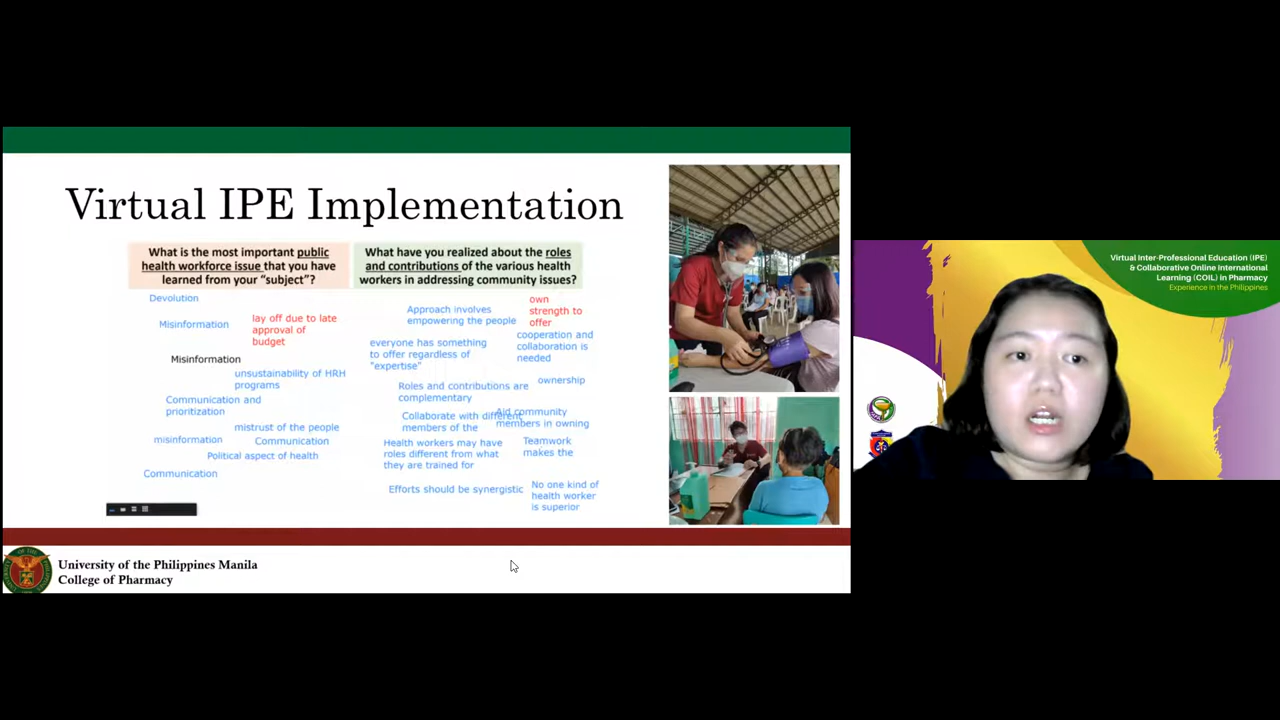 Virtual IPE Implementation
What is the most important public
health workforce issue that you have
learned from your “subject”?
What have you realized about the roles
and contributions of the various health
workers in addressing community issues?
Devolution
Misinformation
lay off due to late
approval of
budget
Misinformation
unsustainability of HRH
programs
Communication and
prioritization
mistrust of the people
misinformation
Communication
Political aspect of health
Communication
Approach involves
empowering the people
own
strength to
offer
cooperation and
collaboration is
needed
everyone has something
to offer regardless of
"expertise"
ownership
Roles and contributions are
complementary
Collaborate with different
members of the
Aid community
members in owning
Health workers may have
roles different from what
they are trained for
Teamwork
makes the
Efforts should be synergistic
No one kind of
health worker
is superior
University of the Philippines Manila
College of Pharmacy
Virtual Inter-Professional Education (IPE)
& Collaborative Online International
Learning (COIL) in Pharmacy
Experience in the Philippines